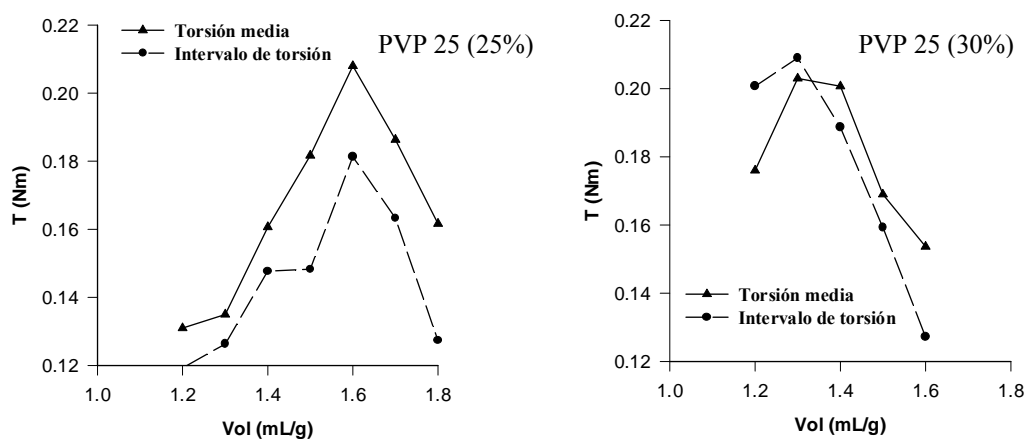 0.22
Torsión media
Intervalo de torsión
PVP 25 (25%)
0.20
0.18
T (Nm)
0.16
0.14
0.12
1.0
1.2
1.4
1.6
1.8
Vol (mL/g)
0.22
PVP 25 (30%)
0.20
0.18
T (Nm)
0.16
0.14
Torsión media
Intervalo de torsión
0.12
1.0
1.2
1.4
1.6
1.8
Vol (mL/g)